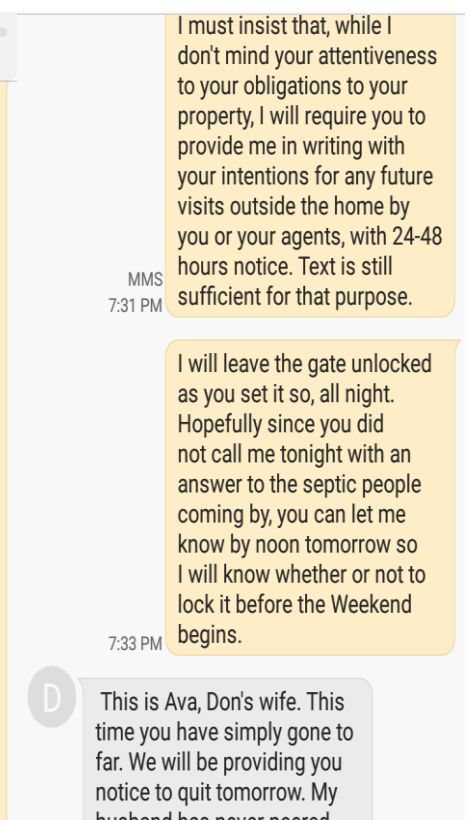 I must insist that, while I
don't mind your attentiveness
to your obligations to your
property, I will require you to
provide me in writing with
your intentions for any future
visits outside the home by
you or your agents, with 24-48
hours notice. Text is still
sufficient for that purpose.
MMS
7:31 PM
I will leave the gate unlocked
as you set it so, all night.
Hopefully since you did
not call me tonight with an
answer to the septic people
coming by, you can let me
know by noon tomorrow so
I will know whether or not to
lock it before the Weekend
begins.
7:33 PM
D
This is Ava, Don's wife. This
time you have simply gone to
far. We will be providing you
notice to quit tomorrow. My
husband has never peered